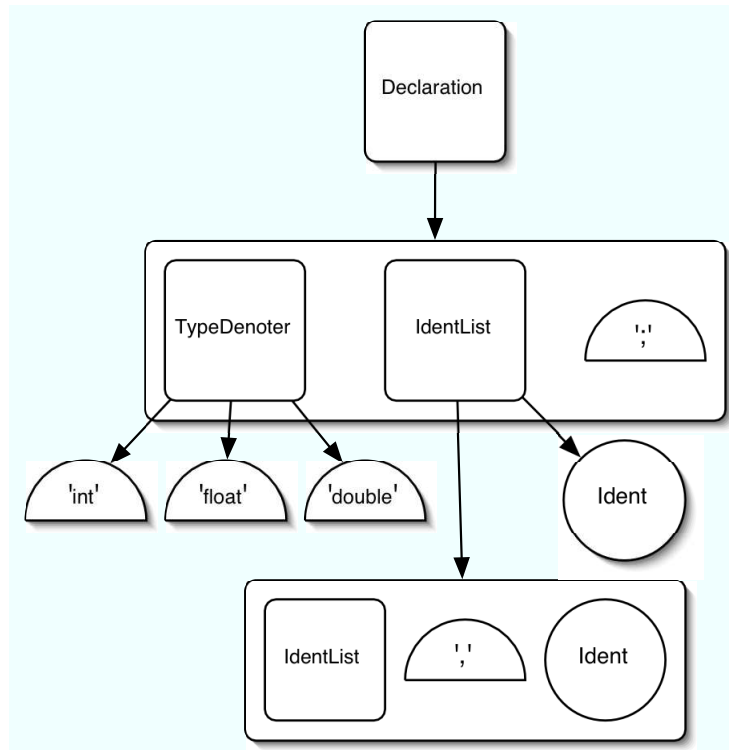 Declaration
TypeDenoter
IdentList
';'
'int'
'float'
'double'
Ident
IdentList
','
Ident